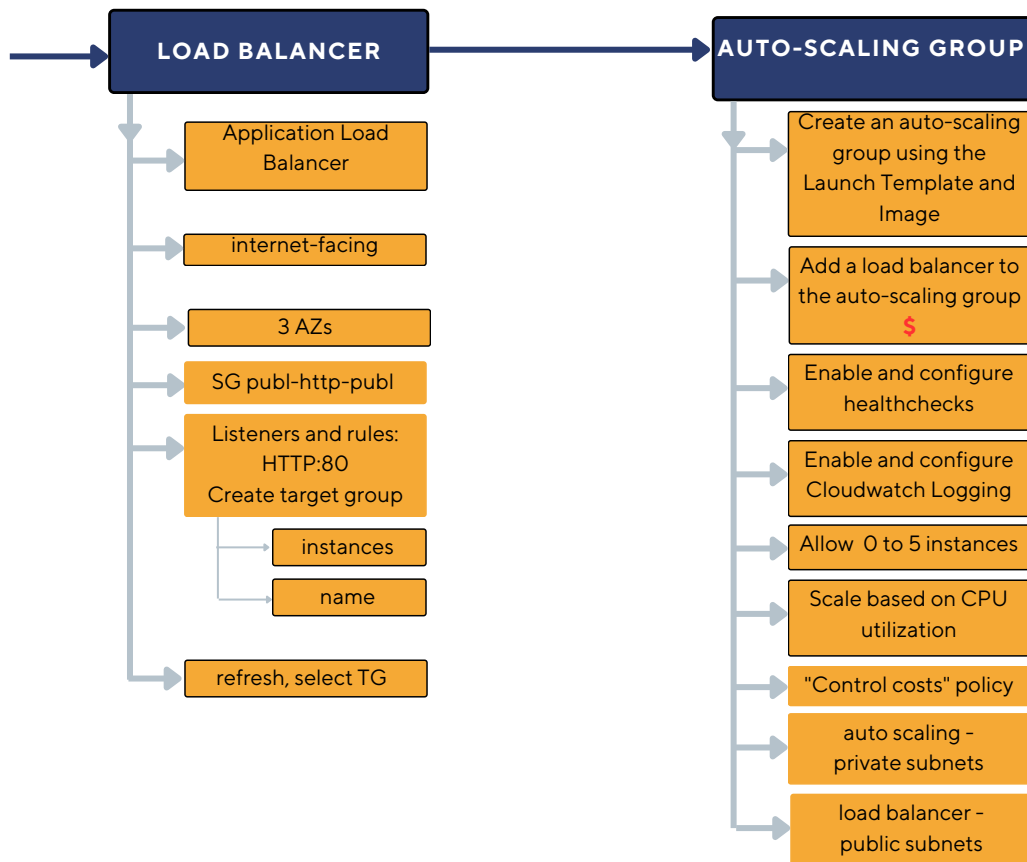 LOAD BALANCER
Application Load
Balancer
internet-facing
3 AZs
SG publ-http-publ
Listeners and rules:
HTTP:80
Create target group
instances
name
refresh, select TG
AUTO-SCALING GROUP
Create an auto-scaling
group using the
Launch Template and
Image
Add a load balancer to
the auto-scaling group
$
Enable and configure
healthchecks
Enable and configure
Cloudwatch Logging
Allow 0 to 5 instances
Scale based on CPU
utilization
"Control costs" policy
auto scaling -
private subnets
load balancer -
public subnets